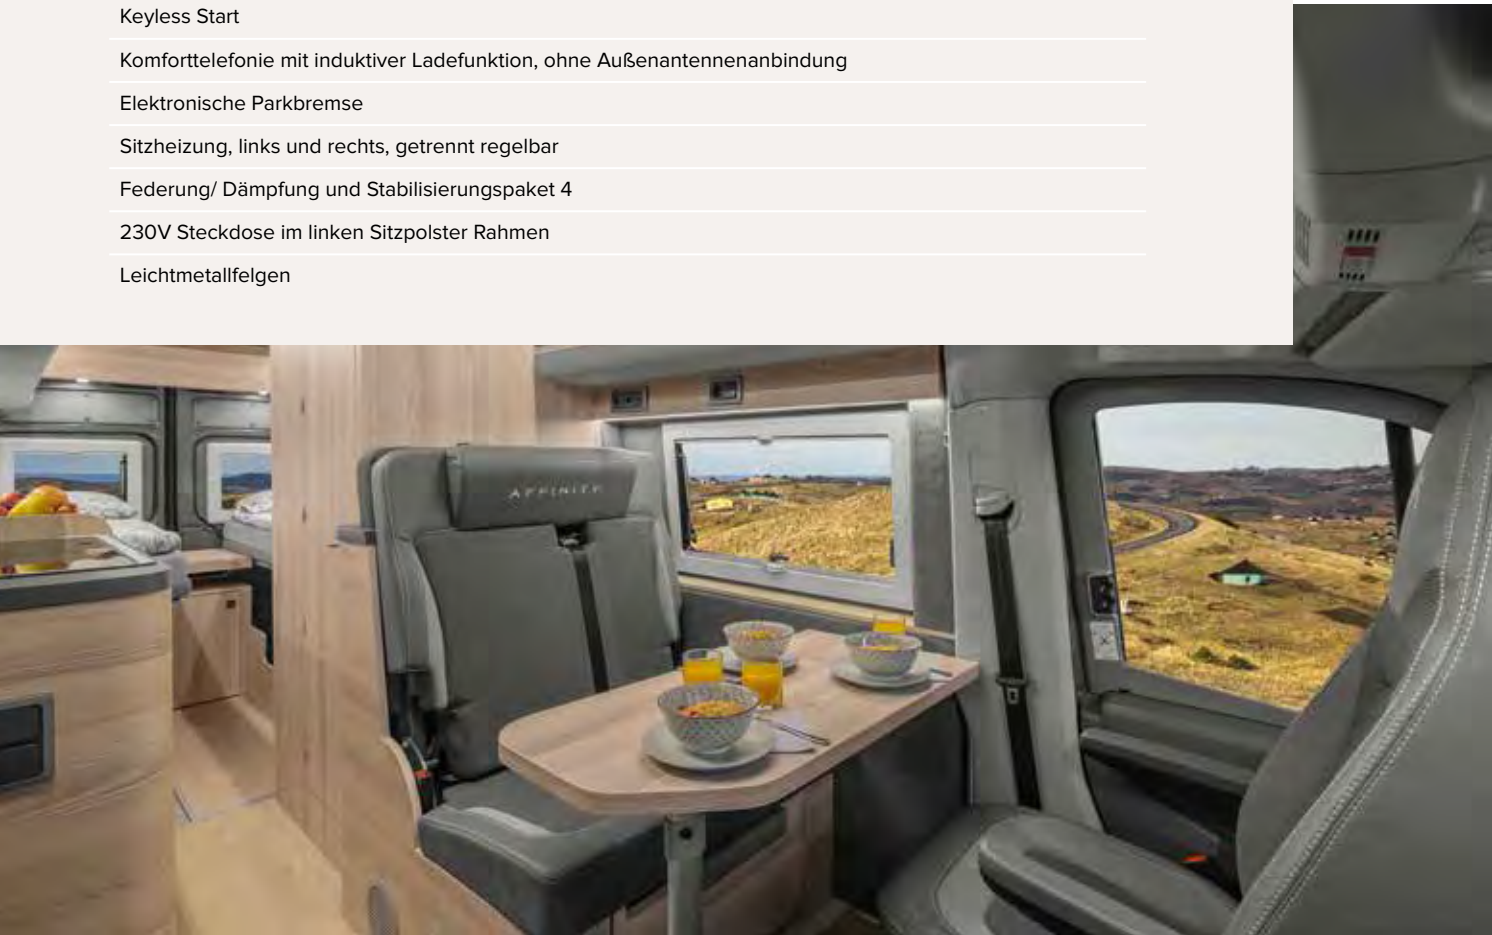 Keyless Start
Komforttelefonie mit induktiver Ladefunktion, ohne Außenantennenanbindung
Elektronische Parkbremse
Sitzheizung, links und rechts, getrennt regelbar
Federung/ Dämpfung und Stabilisierungspaket 4
230V Steckdose im linken Sitzpolster Rahmen
Leichtmetallfelgen
AFFINITY